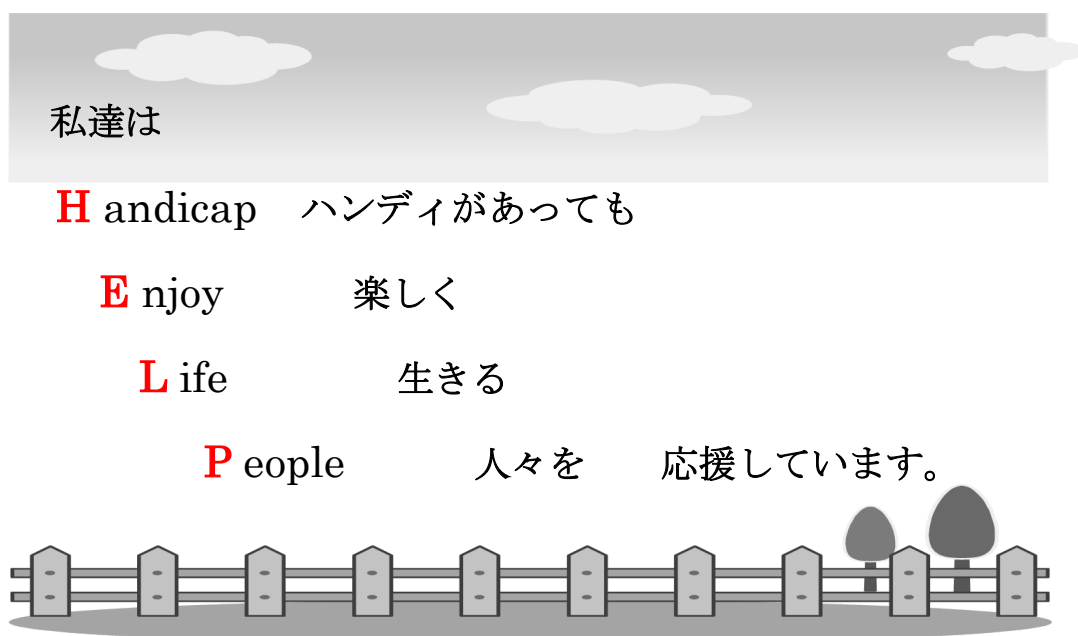 私達は
Handicap ハンディがあっても
Enjoy 楽しく
Life 生きる
People 人々を 応援しています。